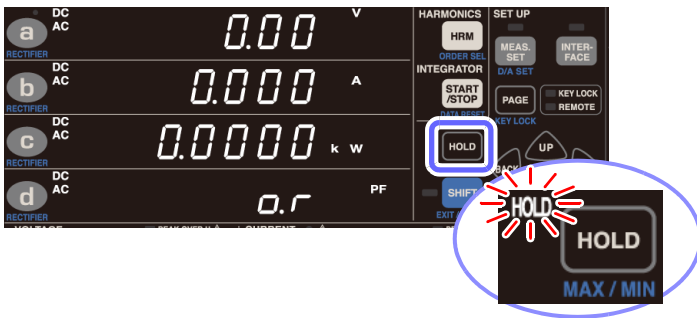 DC
AC
a
RECTIFIER
0.00
V
DC
AC
b
RECTIFIER
0.000
A
DC
AC
c
0.0000
k W
DC
AC
d
RECTIFIER
o.r
PF
HARMONICS
HRM
ORDER SEL
INTEGRATOR
START
/STOP
DATA RESET
HOLD
SHIFT
EXIT /
SET UP
MEAS.
SET
D/A SET
INTER-
FACE
PAGE
KEY LOCK
KEY LOCK
REMOTE
UP
BACK
VOLTAGE
PEAK OVER U
CURRENT
HOLD
HOLD
MAX / MIN